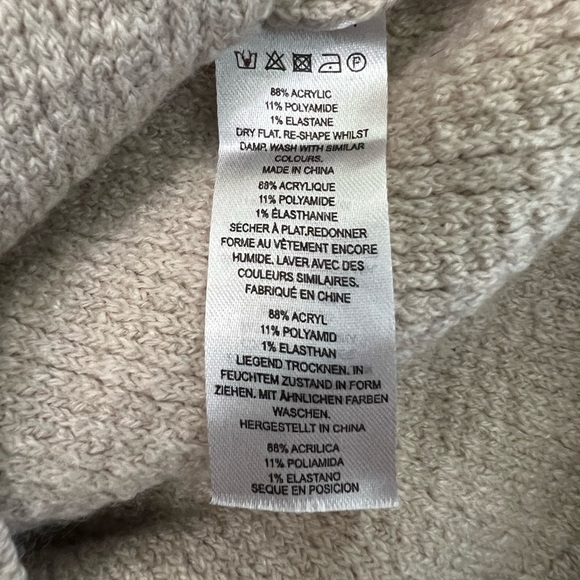 88% ACRYLIC
11% POLYAMIDE
1% ELASTANE
DRY FLAT. RE-SHAPE WHILST
DAMP. WASH WITH SIMILAR
COLOURS.
MADE IN CHINA
88% ACRYLIQUE
11% POLYAMIDE
1% ÉLASTHANNE
SÉCHER À PLAT.REDONNER
FORME AU VÊTEMENT ENCORE
HUMIDE. LAVER AVEC DES
COULEURS SIMILAIRES.
FABRIQUÉ EN CHINE
88% ACRYL
11% POLYAMID
1% ELASTHAN
LIEGEND TROCKNEN. IN
FEUCHTEM ZUSTAND IN FORM
ZIEHEN. MIT ÄHNLICHEN FARBEN
WASCHEN.
HERGESTELLT IN CHINA
88% ACRILICA
11% POLIAMIDA
1% ELASTANO
SEQUE EN POSICION